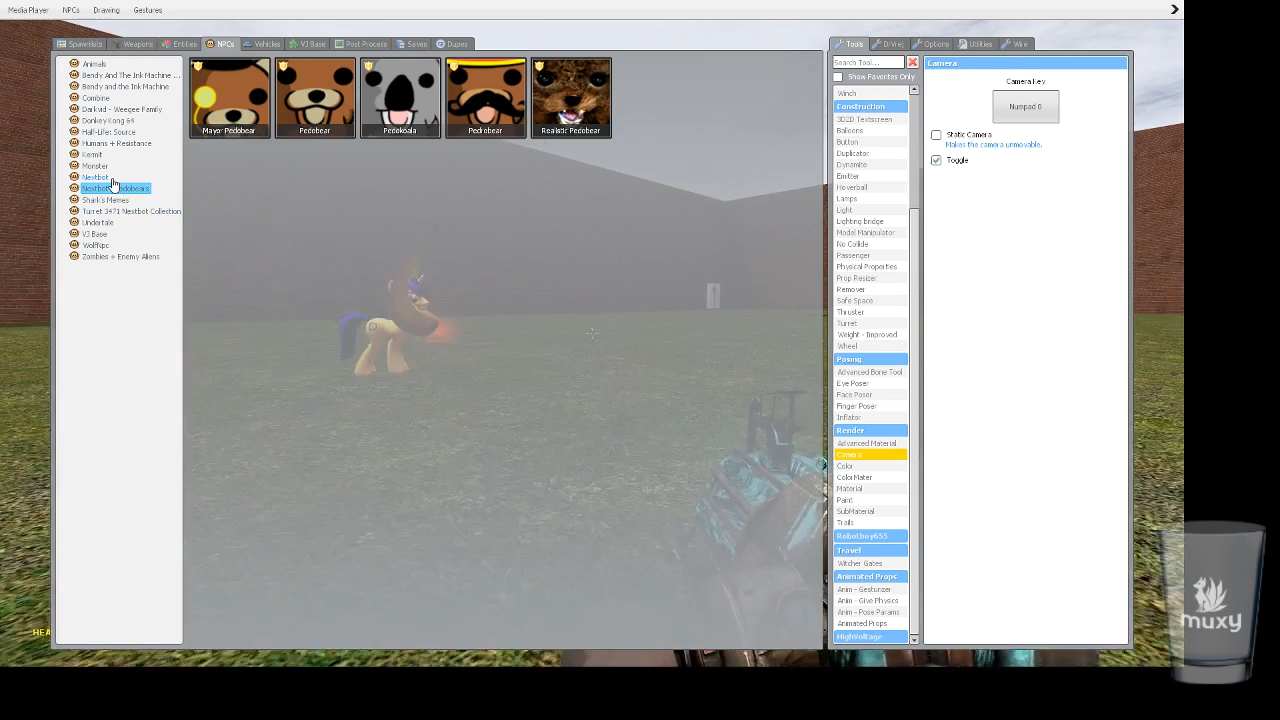 Media Player NPCs Drawing Gestures
Spawnlists Weapons Entities NPCs Vehicles VJ Base Post Process Saves Dupes
Animals
Bendy And The Ink Machine ...
Bendy and the Ink Machine
Combine
Darkvid - Weegee Family
Donkey Kong 64
Half-Life: Source
Humans + Resistance
Kermit
Monster
Nextbot
Shark's Memes
Turret 3471 Nextbot Collection
Undertale
VJ Base
WolfNpc
Zombies + Enemy Aliens
Mayor Pedobear Pedobear Pedokoala Pedrobear Realistic Pedobear
HEA
Tools DrVrej Options Utilities Wire
Search Tool...
Show Favorites Only
Winch
Construction
3D2D Textscreen
Balloons
Button
Duplicator
Dynamite
Emitter
Hoverball
Lamps
Light
Lighting bridge
Model Manipulator
No Collide
Passenger
Physical Properties
Prop Resizer
Remover
Safe Space
Thruster
Turret
Weight - Improved
Wheel
Posing
Advanced Bone Tool
Eye Poser
Face Poser
Finger Poser
Inflator
Render
Advanced Material
Camera
Color
ColorMater
Material
Paint
SubMaterial
Trails
Robotboy655
Travel
Witcher Gates
Animated Props
Anim - Gesturizer
Anim - Give Physics
Anim - Pose Params
Animated Props
HighVoltage
Camera
Camera Key
Numpad 0
Static Camera
Makes the camera unmovable.
Toggle
muxy